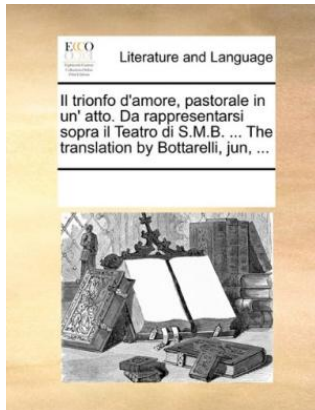 ECCO
Literature and Language
Il trionfo d'amore, pastorale in
un' atto. Da rappresentarsi
sopra il Teatro di S.M.B. ... The
translation by Bottarelli, jun, ...